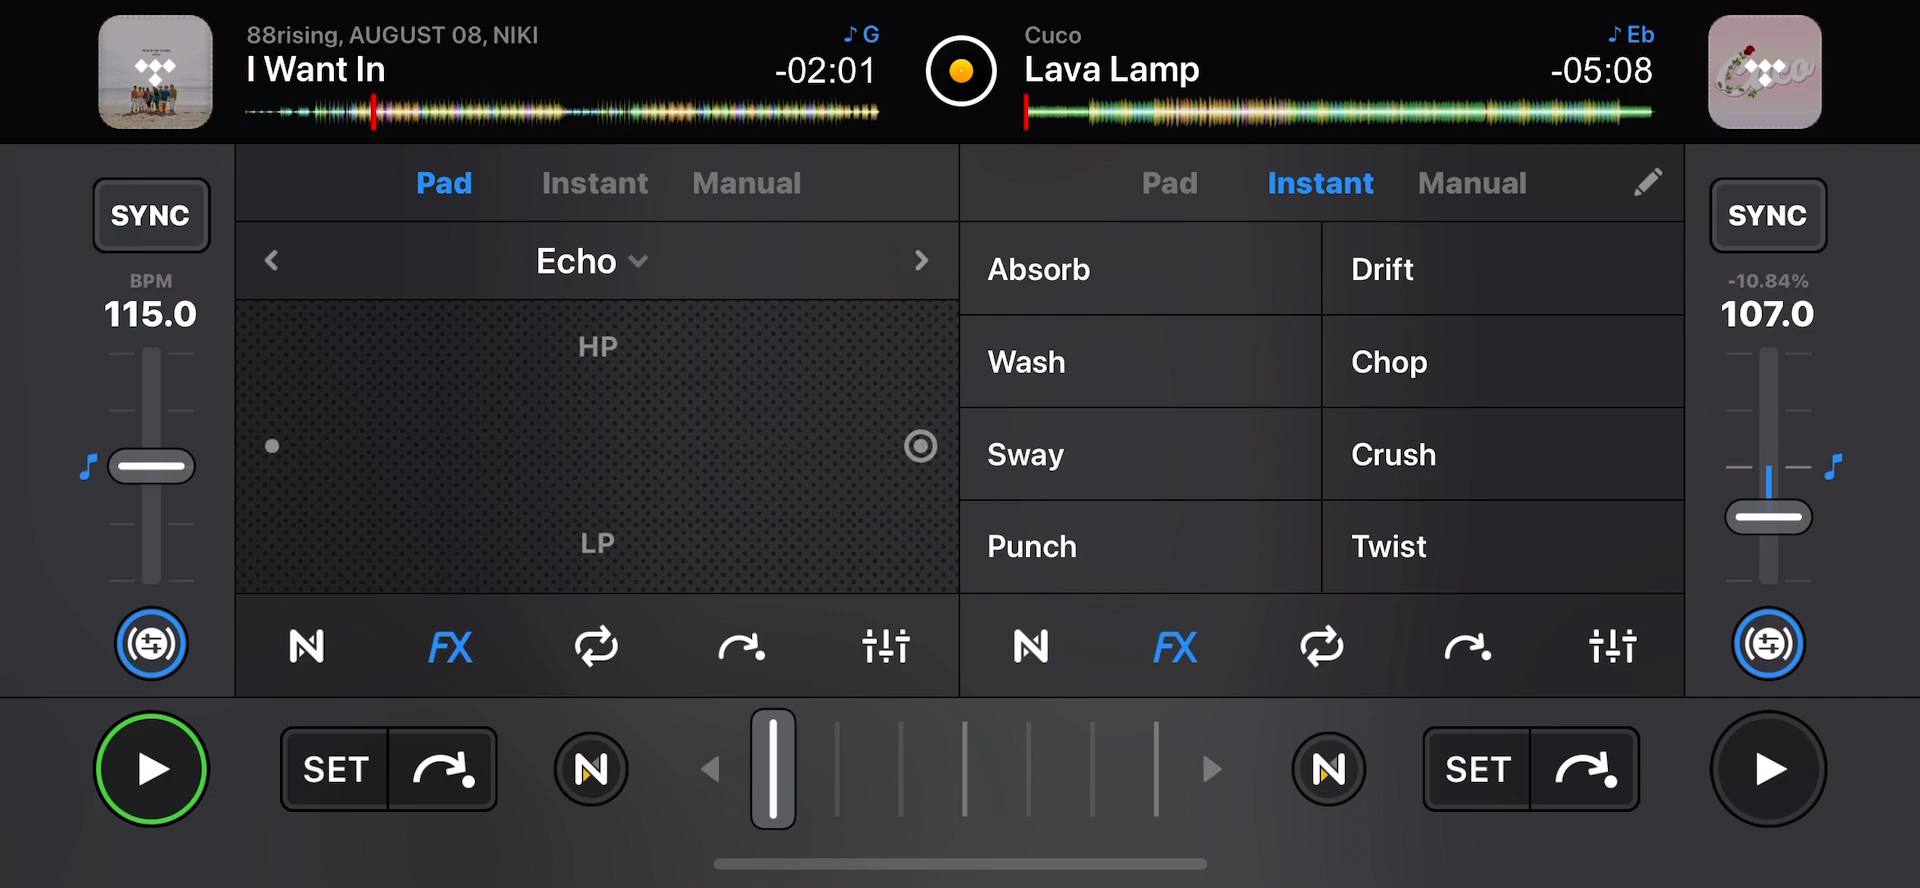 88rising, AUGUST 08, NIKI
G
I Want In
-02:01
Cuco
Eb
Lava Lamp
-05:08
Pad
Instant
Manual
Pad
Instant
Manual
SYNC
BPM
115.0
Echo
HP
LP
Absorb
Drift
Wash
Chop
Sway
Crush
Punch
Twist
SYNC
-10.84%
107.0
FX
FX
SET
SET